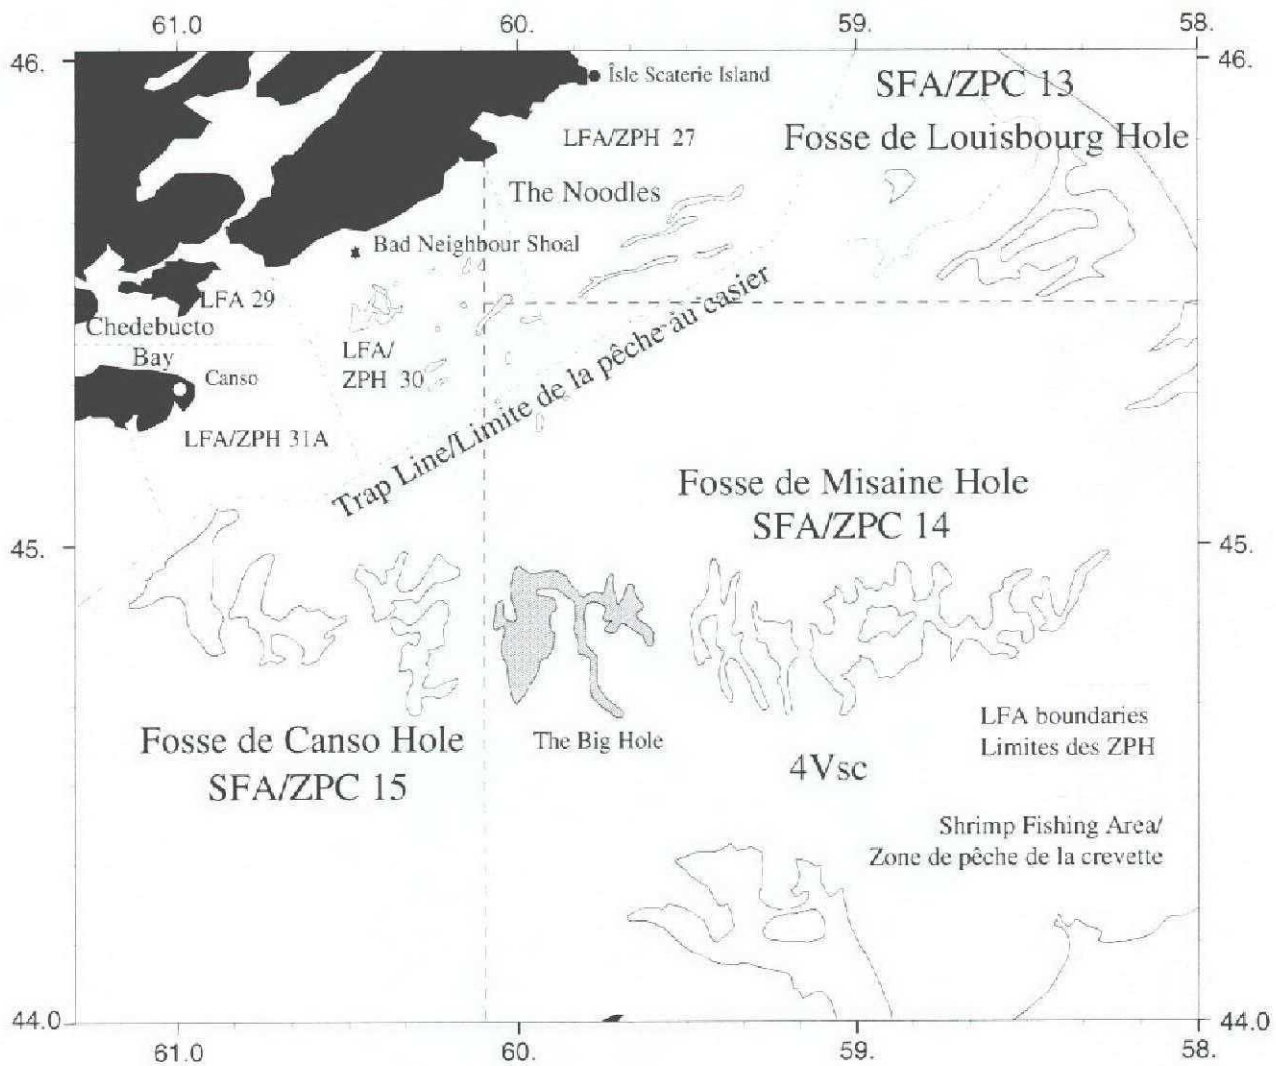 61.0 60. 59. 58.
46. 46.
Îsle Scaterie Island
SFA/ZPC 13
LFA/ZPH 27
Fosse de Louisbourg Hole
The Noodles
Bad Neighbour Shoal
LFA 29
Chedebucto
Bay
LFA/
ZPH 30
Canso
LFA/ZPH 31A
Trap Line/Limite de la pêche au casier
Fosse de Misaine Hole
SFA/ZPC 14
45. 45.
Fosse de Canso Hole
SFA/ZPC 15
The Big Hole
4Vsc
LFA boundaries
Limites des ZPH
Shrimp Fishing Area/
Zone de pêche de la crevette
44.0 44.0
61.0 60. 59. 58.